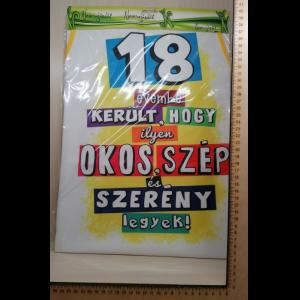 18
évembe
KERÜLT, HOGY
ilyen
OKOS, SZÉP
és
SZERÉNY
legyek!